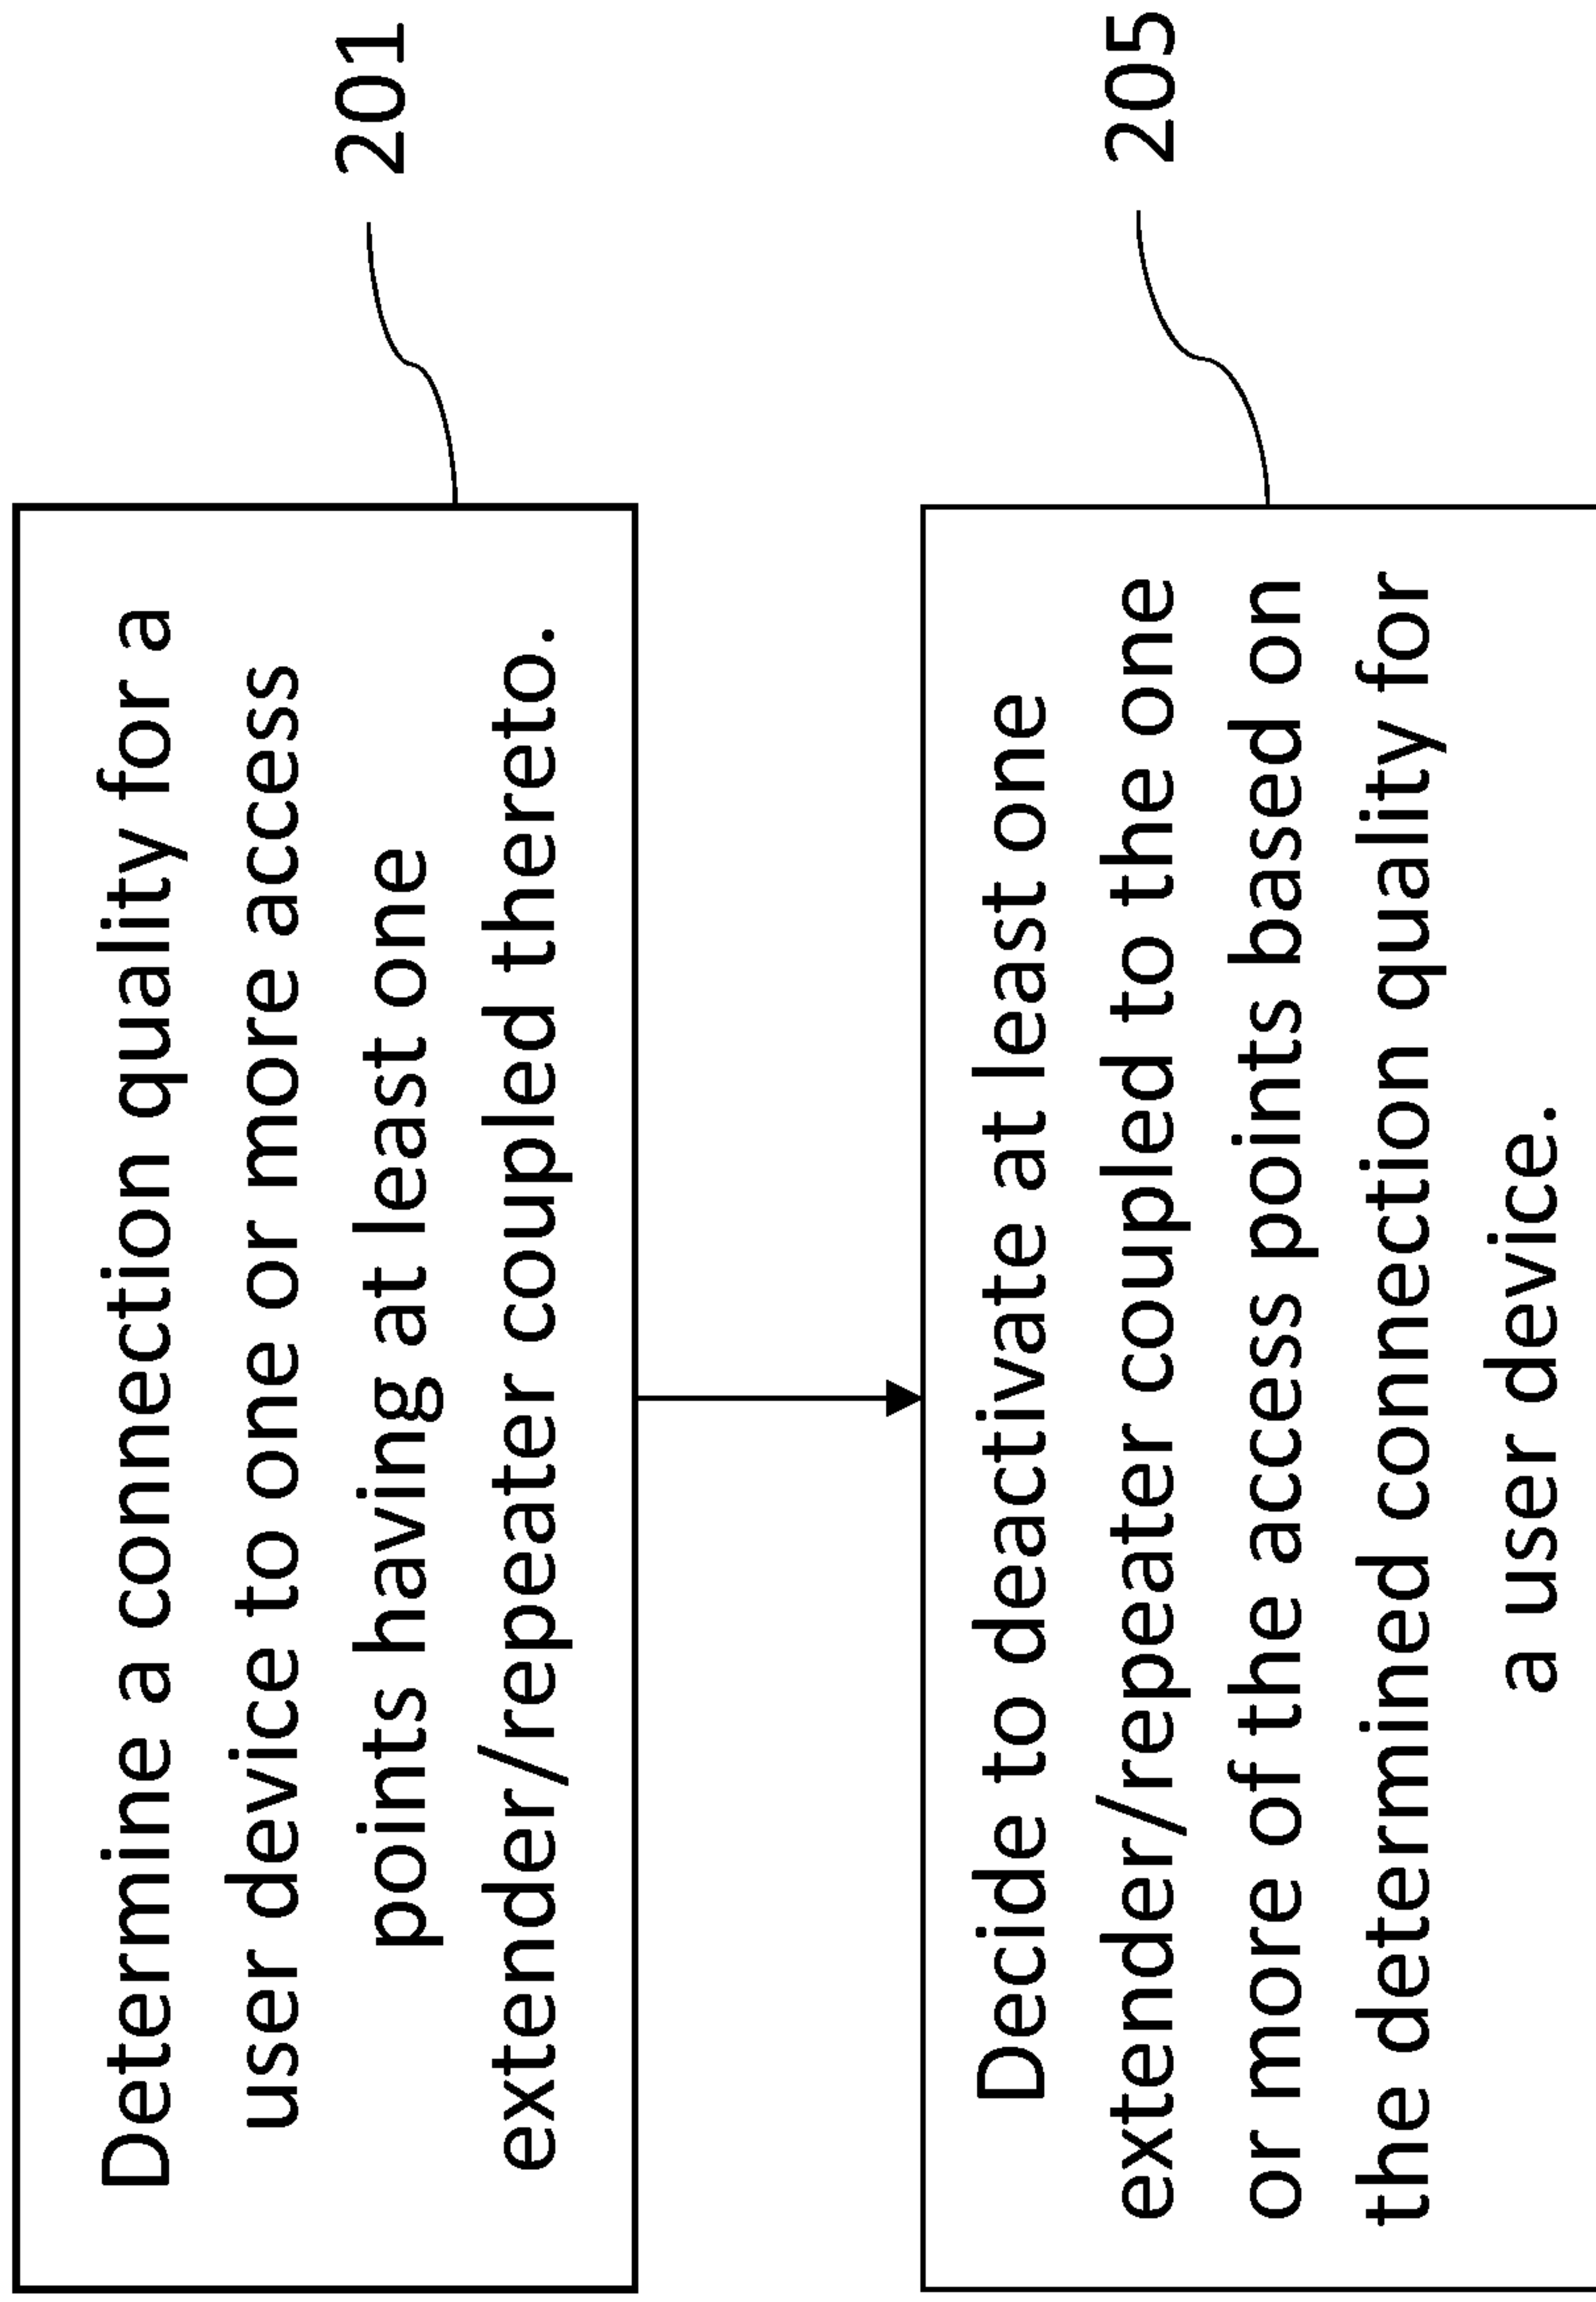 Determine a connection quality for a
user device to one or more access
points having at least one
extender/repeater coupled thereto.
201
Decide to deactivate at least one
extender/repeater coupled to the one
or more of the access points based on
the determined connection quality for
a user device.
205